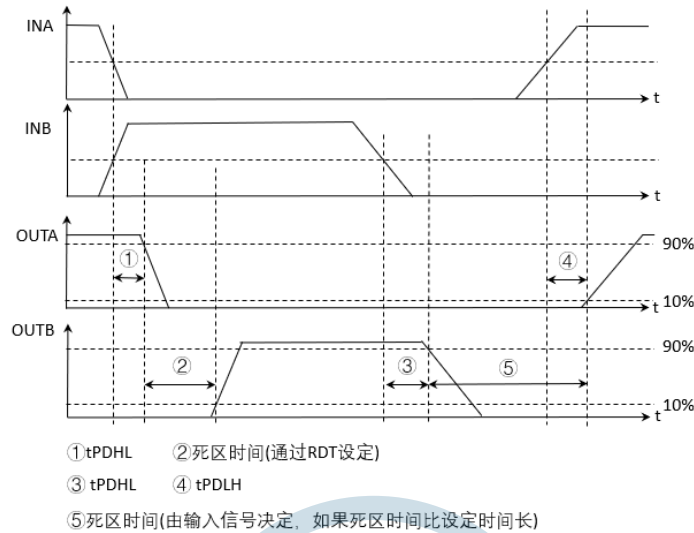 INA
t
INB
t
OUTA
90%
①
④
10%
t
OUTB
90%
②
③
⑤
10%
t
①tPDHL ②死区时间(通过RDT设定)
③ tPDHL ④ tPDLH
⑤死区时间(由输入信号决定，如果死区时间比设定时间长)